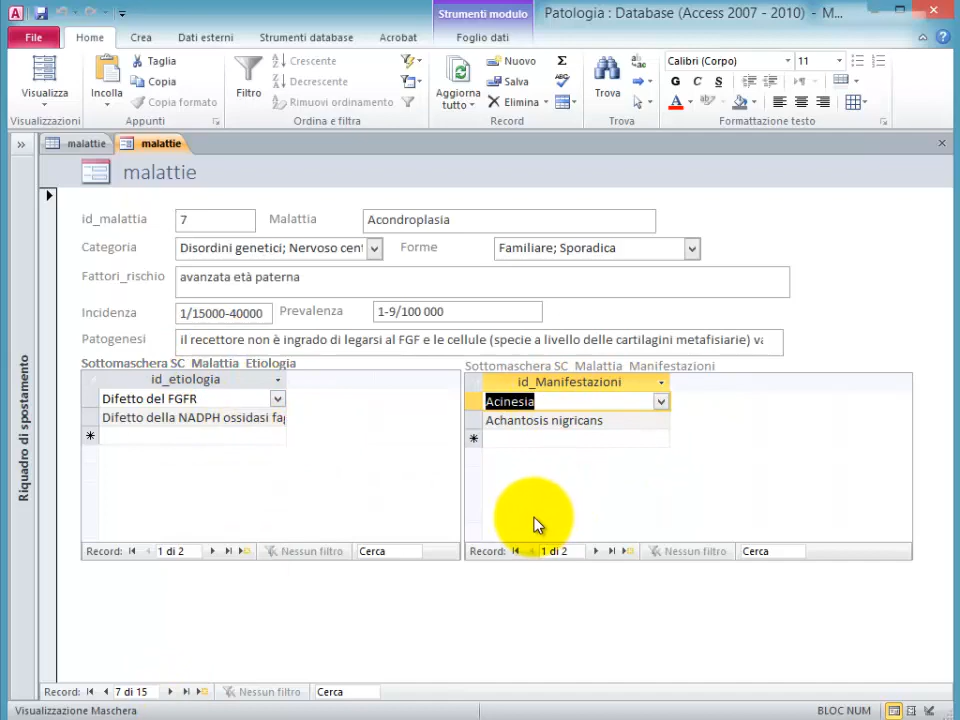 Strumenti modulo
Patologia : Database (Access 2007 - 2010) - M...
File
Home
Crea
Dati esterni
Strumenti database
Acrobat
Foglio dati
Visualizza
Visualizzazioni
Incolla
Taglia
Copia
Copia formato
Appunti
Filtro
Crescente
Decrescente
Rimuovi ordinamento
Ordina e filtra
Aggiorna tutto
Nuovo
Salva
Elimina
Record
Trova
Trova
Calibri (Corpo)
11
G C S
Formattazione testo
malattie
malattie
Riquadro di spostamento
malattie
id_malattia 7 Malattia Acondroplasia
Categoria Disordini genetici; Nervoso cent Forme Familiare; Sporadica
Fattori_rischio avanzata età paterna
Incidenza 1/15000-40000 Prevalenza 1-9/100 000
Patogenesi il recettore non è ingrado di legarsi al FGF e le cellule (specie a livello delle cartilagini metafisiarie) va
Sottomaschera SC_Malattia_Etiologia
id_etiologia
Difetto del FGFR
Difetto della NADPH ossidasi fag
Record: 1 di 2 Nessun filtro Cerca
Sottomaschera SC_Malattia_Manifestazioni
id_Manifestazioni
Acinesia
Achantosis nigricans
Record: 1 di 2 Nessun filtro Cerca
Record: 7 di 15 Nessun filtro Cerca
Visualizzazione Maschera
BLOC NUM